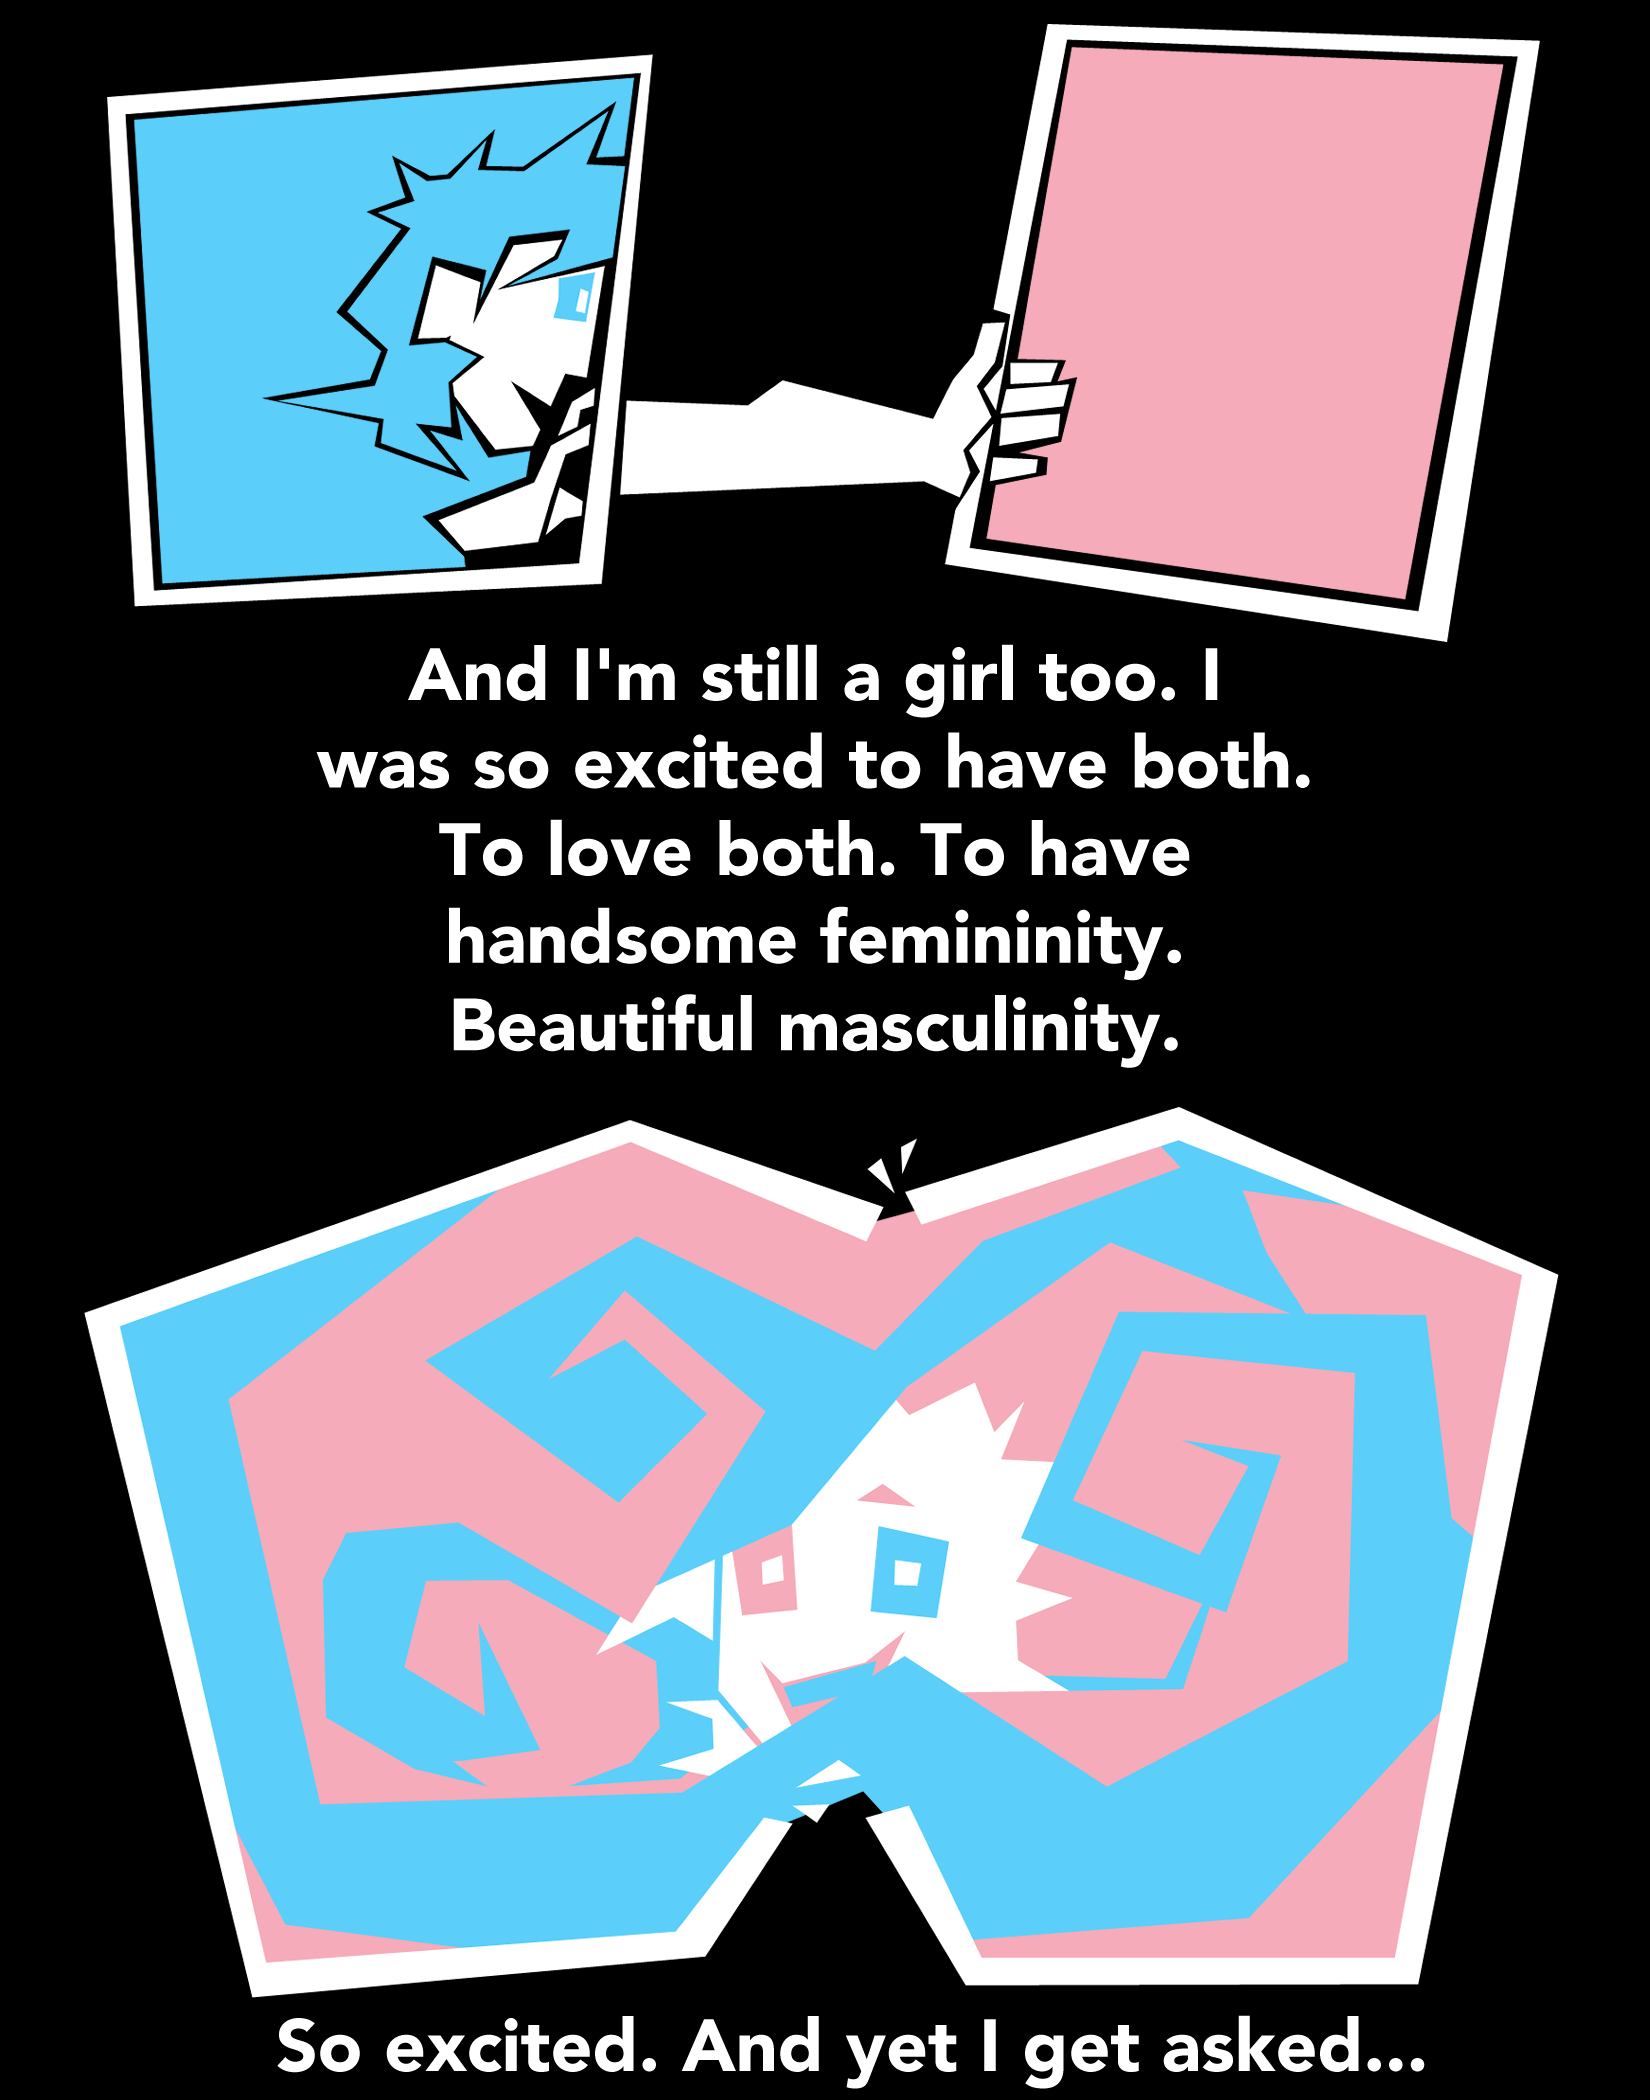 And I'm still a girl too. I
was so excited to have both.
To love both. To have
handsome femininity.
Beautiful masculinity.
So excited. And yet I get asked...